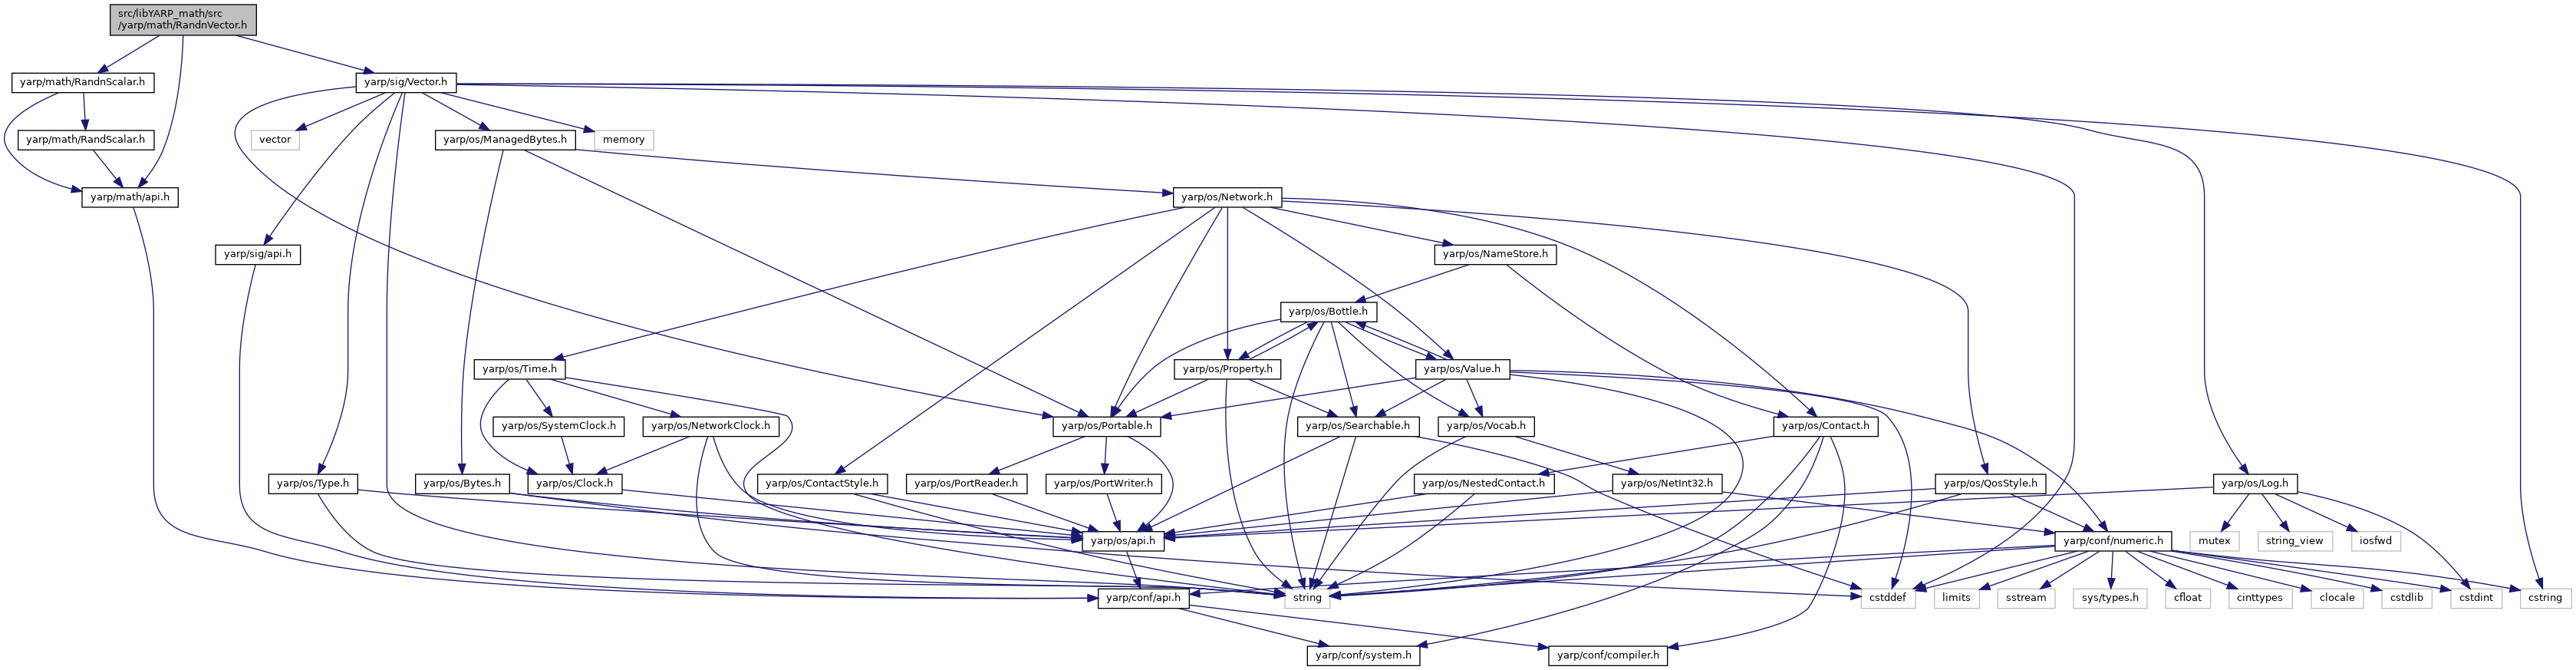 src/libYARP_math/src
/yarp/math/RandnVector.h
yarp/math/RandnScalar.h
yarp/sig/Vector.h
yarp/math/RandScalar.h
vector
yarp/os/ManagedBytes.h
memory
yarp/math/api.h
yarp/os/Network.h
yarp/sig/api.h
yarp/os/NameStore.h
yarp/os/Bottle.h
yarp/os/Time.h
yarp/os/Property.h
yarp/os/Value.h
yarp/os/SystemClock.h
yarp/os/NetworkClock.h
yarp/os/Portable.h
yarp/os/Searchable.h
yarp/os/Vocab.h
yarp/os/Contact.h
yarp/os/Type.h
yarp/os/Bytes.h
yarp/os/Clock.h
yarp/os/ContactStyle.h
yarp/os/PortReader.h
yarp/os/PortWriter.h
yarp/os/NestedContact.h
yarp/os/NetInt32.h
yarp/os/QosStyle.h
yarp/os/Log.h
yarp/os/api.h
yarp/conf/numeric.h
mutex
string_view
iosfwd
yarp/conf/api.h
string
cstddef
limits
sstream
sys/types.h
cfloat
cinttypes
clocale
cstdlib
cstdint
cstring
yarp/conf/system.h
yarp/conf/compiler.h